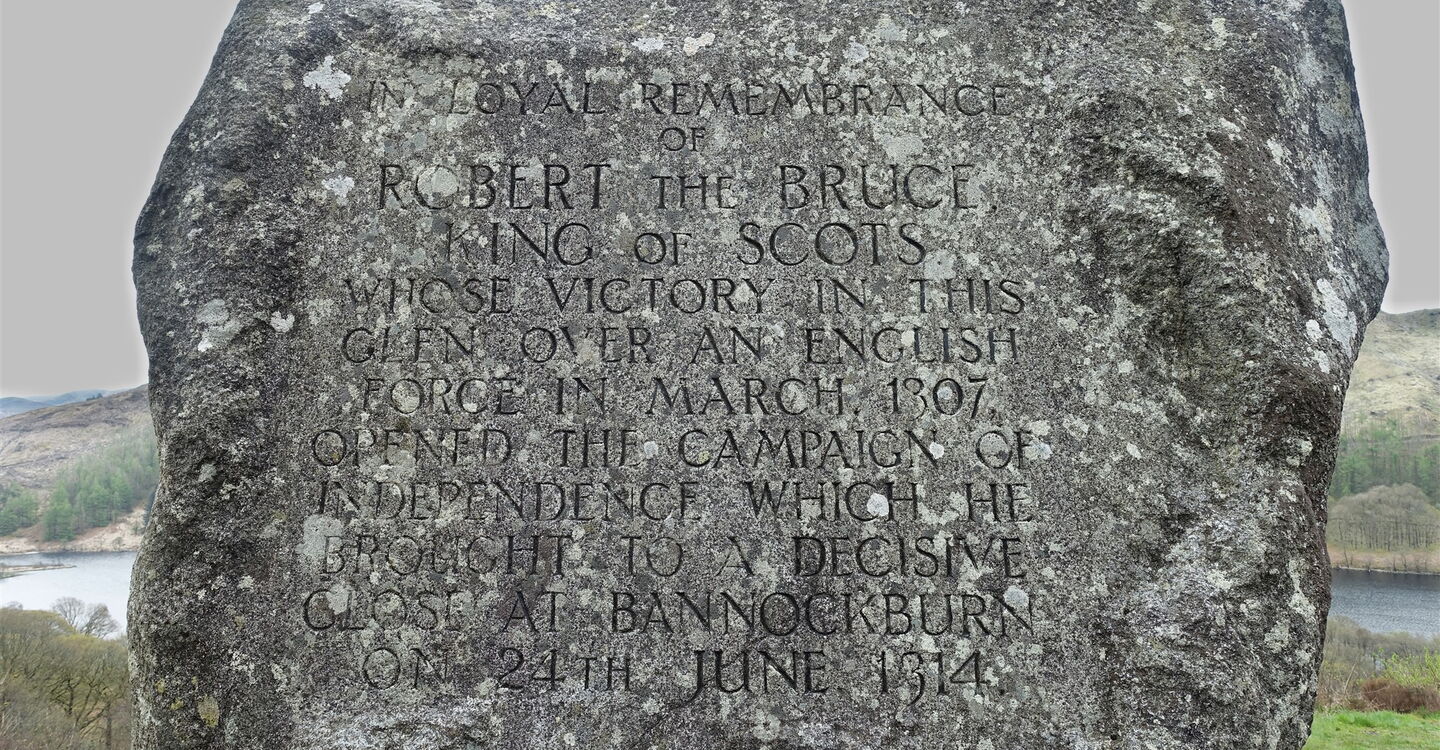 IN LOYAL REMEMBRANCE
OF
ROBERT THE BRUCE,
KING OF SCOTS
WHOSE VICTORY IN THIS
GLEN OVER AN ENGLISH
FORCE IN MARCH, 1307,
OPENED THE CAMPAIGN OF
INDEPENDENCE WHICH HE
BROUGHT TO A DECISIVE
CLOSE AT BANNOCKBURN
ON 24TH JUNE 1314.